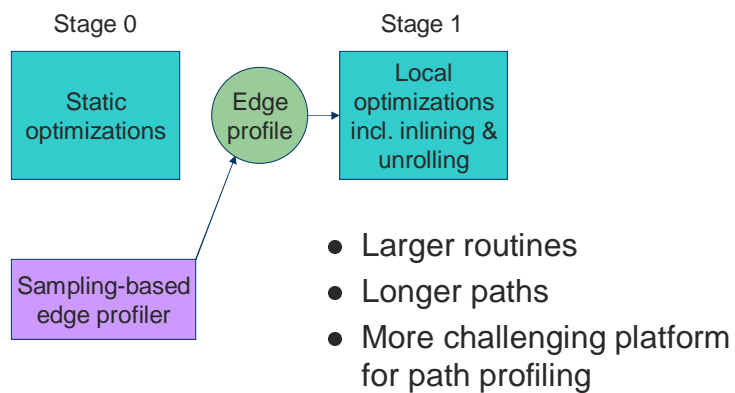 Stage 0
Stage 1
Static
optimizations
Edge
profile
Local
optimizations
incl. inlining &
unrolling
Sampling-based
edge profiler
● Larger routines
● Longer paths
● More challenging platform
for path profiling